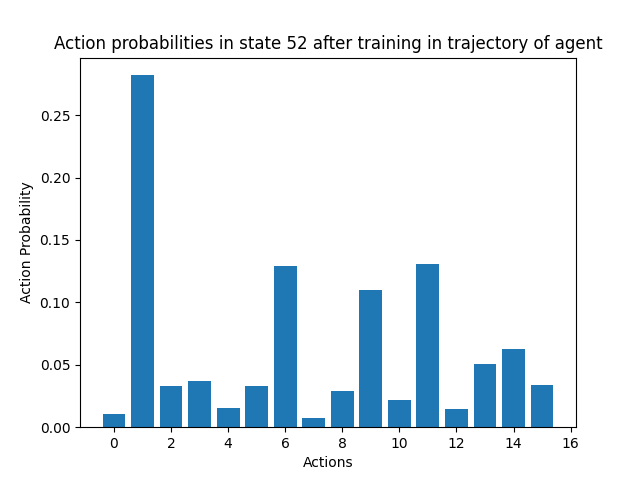 Action probabilities in state 52 after training in trajectory of agent
0.25
0.20
0.15
0.10
0.05
0.00
Action Probability
0 2 4 6 8 10 12 14 16
Actions